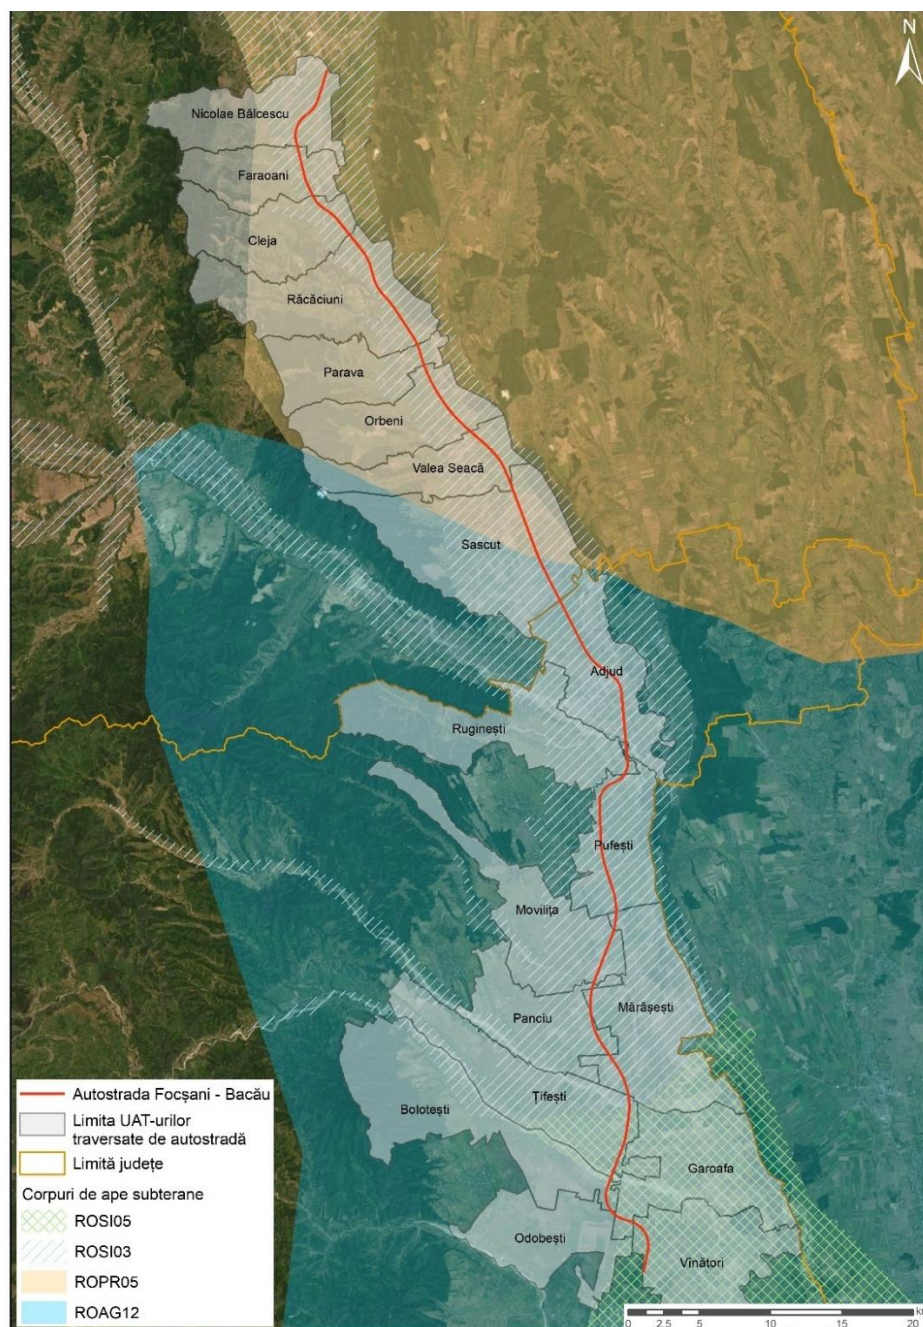 N
Nicolae Bălcescu
Faraoani
Cleja
Răcăciuni
Parava
Orbeni
Valea Seacă
Sascut
Adjud
Ruginești
Pufești
Movilița
Mărășești
Panciu
Țifești
Bolotești
Garoafa
Odobești
Vînători
Autostrada Focșani - Bacău
Limita UAT-urilor
traversate de autostradă
Limită județe
Corpuri de ape subterane
ROSI05
ROSI03
ROPR05
ROAG12
km
0 2.5 5 10 15 20